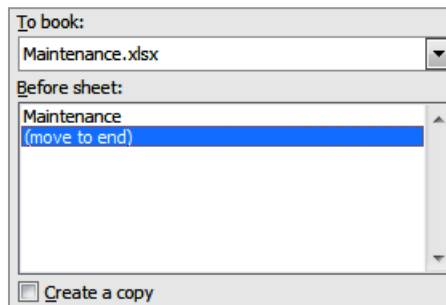 To book:
Maintenance.xlsx
Before sheet:
Maintenance
(move to end)
Create a copy